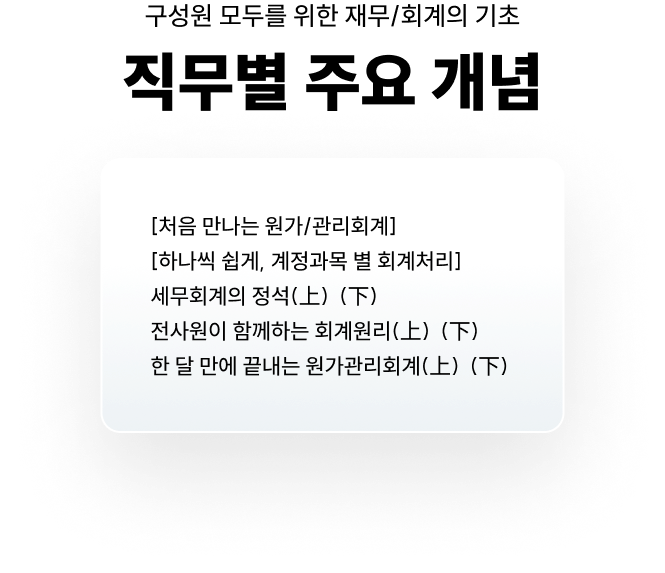 구성원 모두를 위한 재무/회계의 기초
직무별 주요 개념
[처음 만나는 원가/관리회계]
[하나씩 쉽게, 계정과목 별 회계처리]
세무회계의 정석(上) (下)
전사원이 함께하는 회계원리(上) (下)
한 달 만에 끝내는 원가관리회계(上) (下)